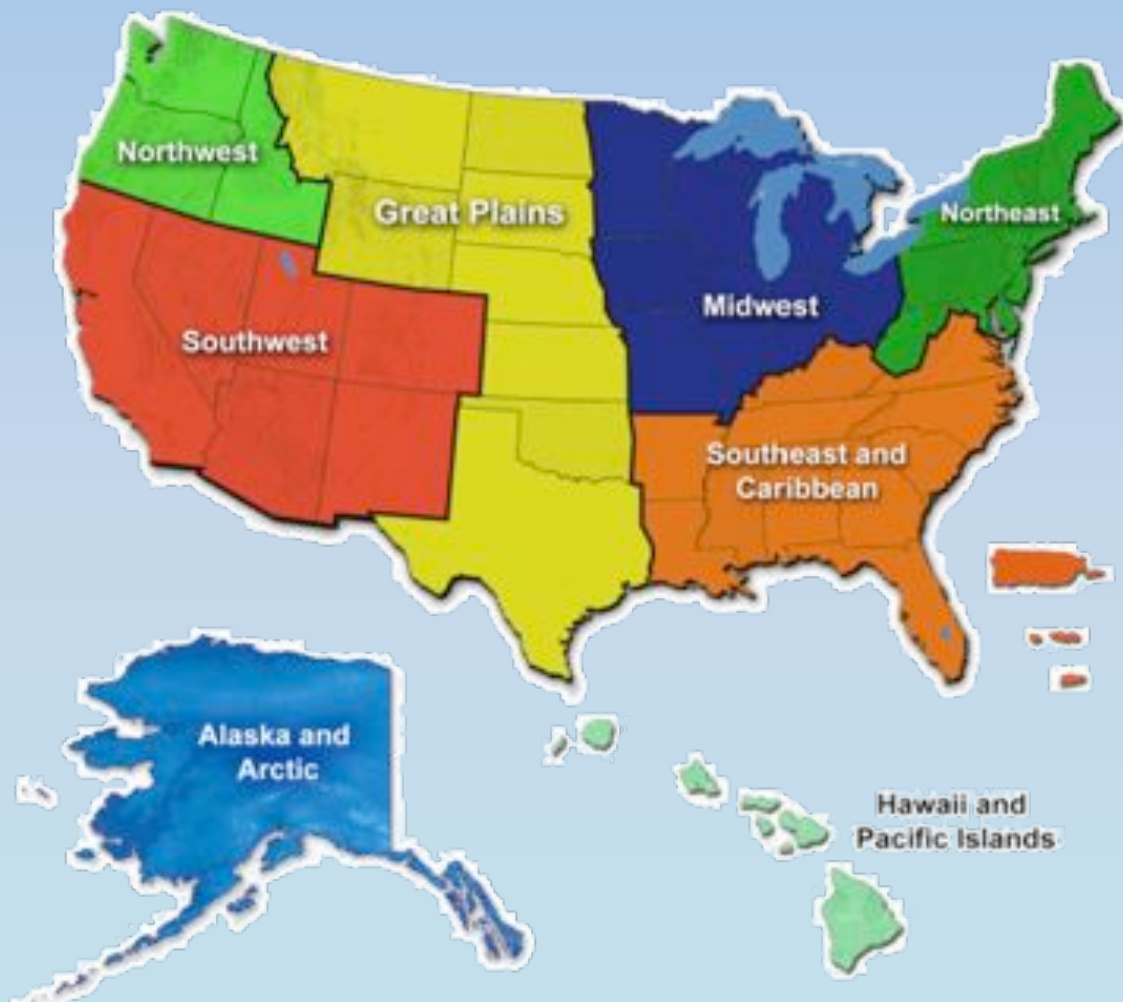 Northwest
Great Plains
Northeast
Midwest
Southwest
Southeast and
Caribbean
Alaska and
Arctic
Hawaii and
Pacific Islands